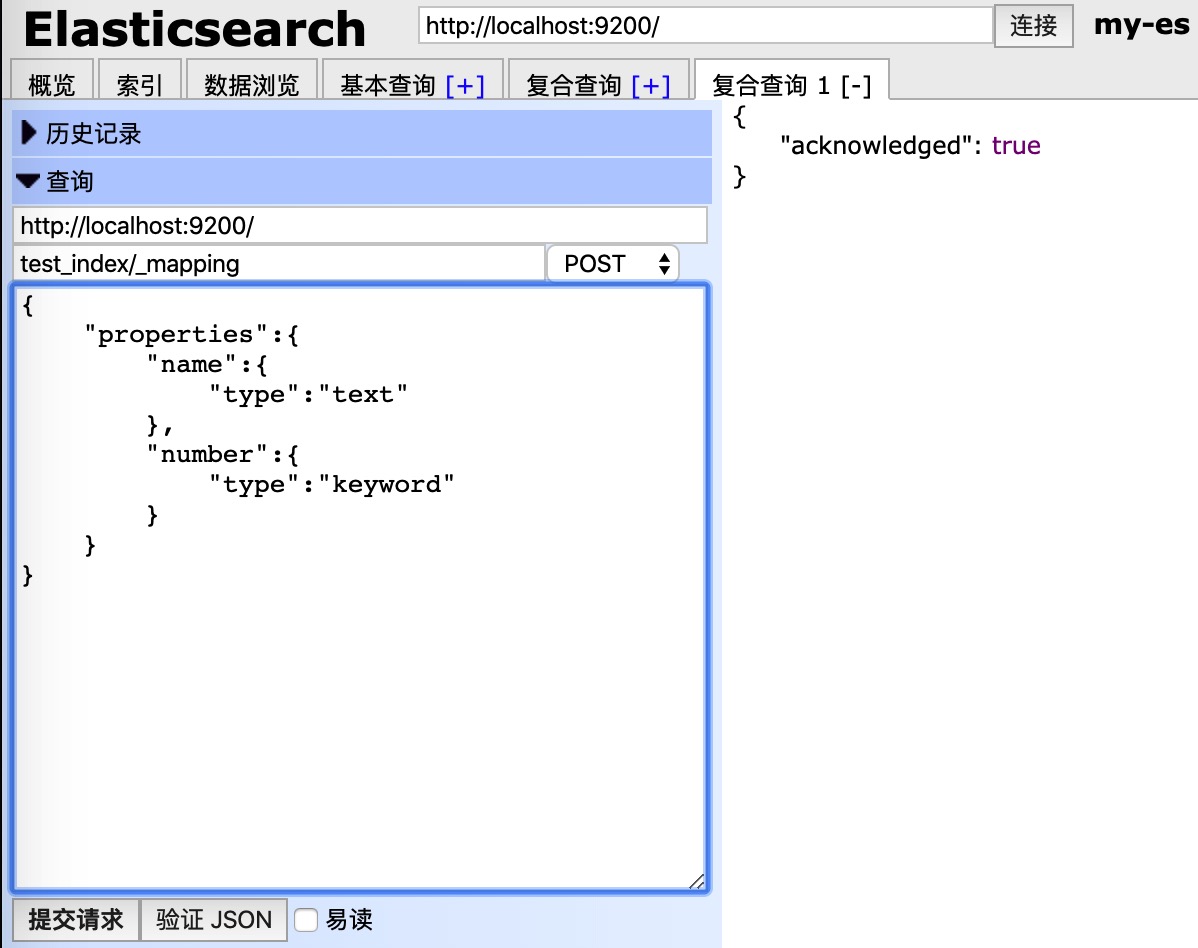 Elasticsearch
http://localhost:9200/
连接
my-es
概览
索引
数据浏览
基本查询 [+]
复合查询 [+]
复合查询 1 [-]
历史记录
查询
http://localhost:9200/
test_index/_mapping
POST
{
"properties":{
"name":{
"type":"text"
},
"number":{
"type":"keyword"
}
}
}
提交请求
验证 JSON
易读
{
"acknowledged": true
}